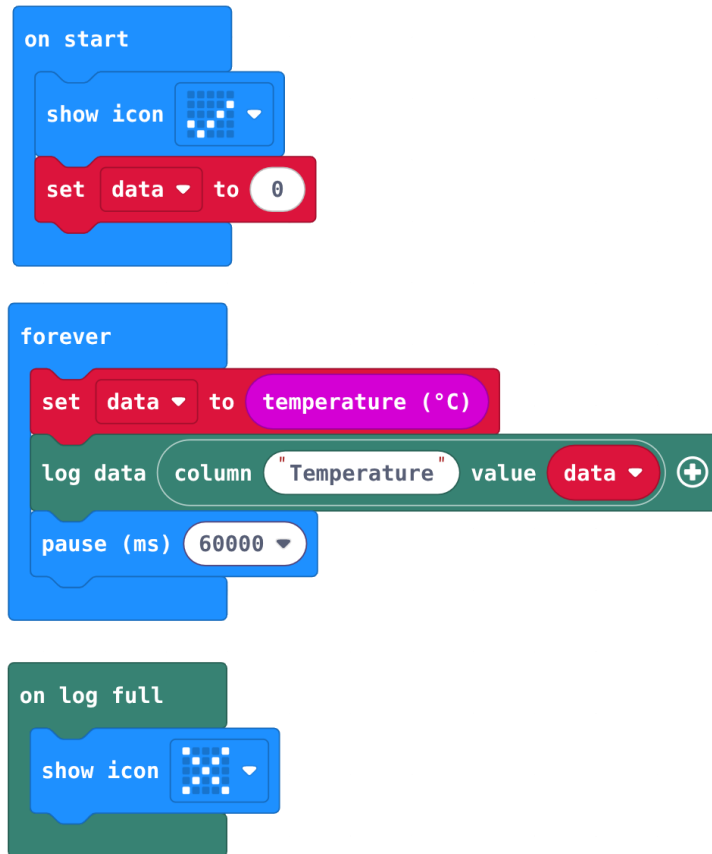 on start
show icon
set data to 0
forever
set data to temperature (°C)
log data column "Temperature" value data
pause (ms) 60000
on log full
show icon